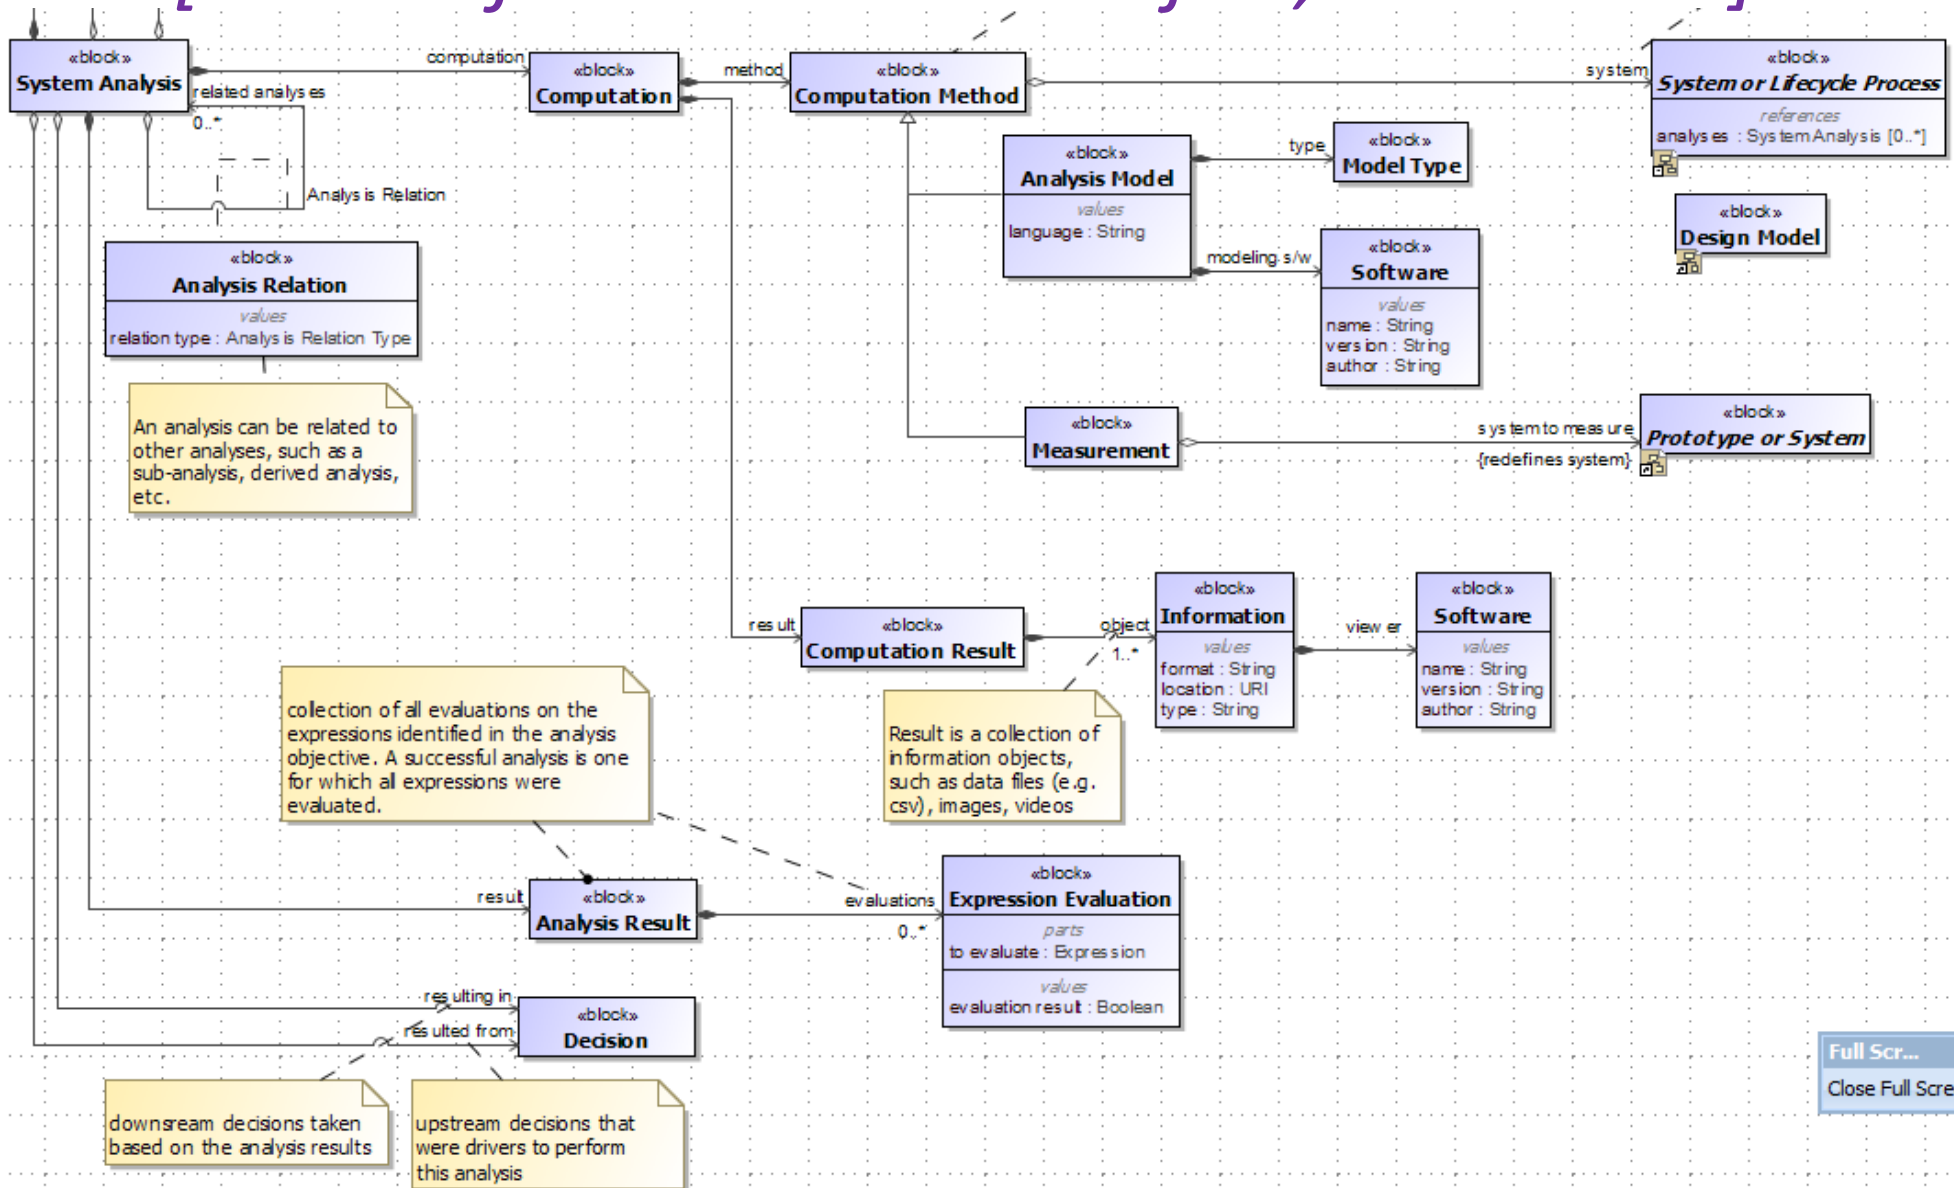 «block»
System Analysis
computation
related analyses
0..*
Analysis Relation
«block»
Computation
method
«block»
Computation Method
system
«block»
System or Lifecycle Process
references
analyses : System Analysis [0..*]
«block»
Analysis Model
values
language : String
type
«block»
Model Type
«block»
Design Model
modeling s/w
«block»
Software
values
name : String
version : String
author : String
«block»
Analysis Relation
values
relation type : Analysis Relation Type
An analysis can be related to
other analyses, such as a
sub-analysis, derived analysis,
etc.
«block»
Measurement
system to measure
{redefines system}
«block»
Prototype or System
result
«block»
Computation Result
object
1..*
«block»
Information
values
format : String
location : URI
type : String
viewer
«block»
Software
values
name : String
version : String
author : String
collection of all evaluations on the
expressions identified in the analysis
objective. A successful analysis is one
for which all expressions were
evaluated.
Result is a collection of
information objects,
such as data files (e.g.
csv), images, videos
result
«block»
Analysis Result
evaluations
0..*
«block»
Expression Evaluation
parts
to evaluate : Expression
values
evaluation result : Boolean
resulting in
resulted from
«block»
Decision
downsream decisions taken
based on the analysis results
upstream decisions that
were drivers to perform
this analysis
Full Scr...
Close Full Scre